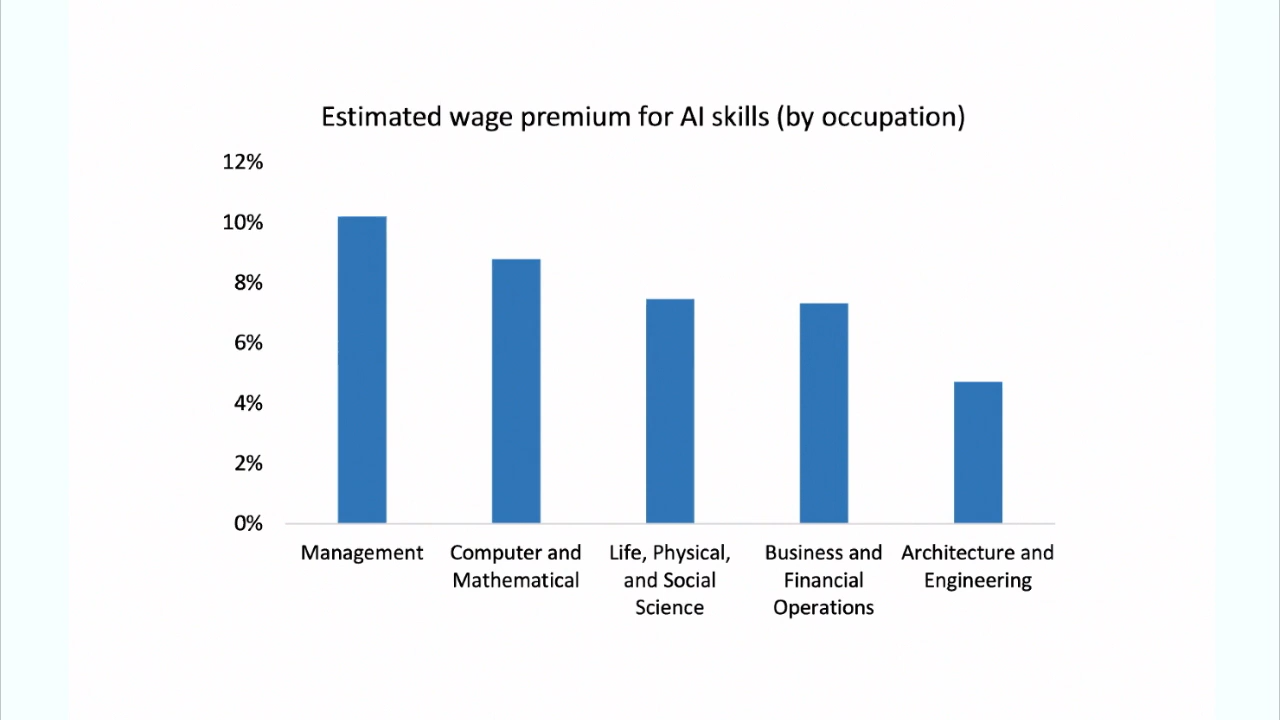 Estimated wage premium for AI skills (by occupation)
12%
10%
8%
6%
4%
2%
0%
Management
Computer and
Mathematical
Life, Physical,
and Social
Science
Business and
Financial
Operations
Architecture and
Engineering